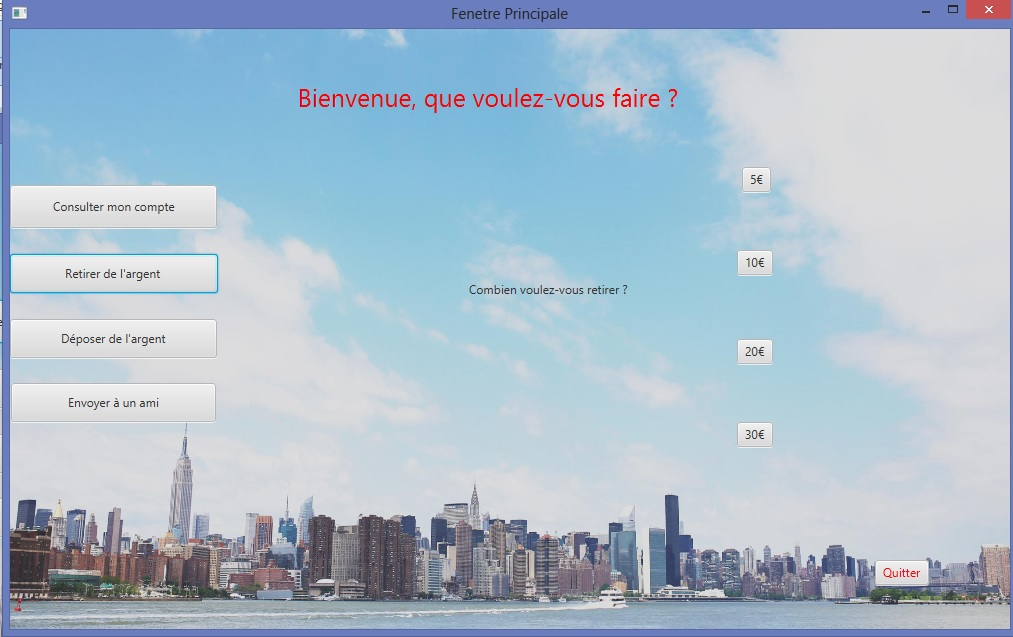 Fenetre Principale
Bienvenue, que voulez-vous faire ?
Consulter mon compte
Retirer de l'argent
Déposer de l'argent
Envoyer à un ami
Combien voulez-vous retirer ?
5€
10€
20€
30€
Quitter